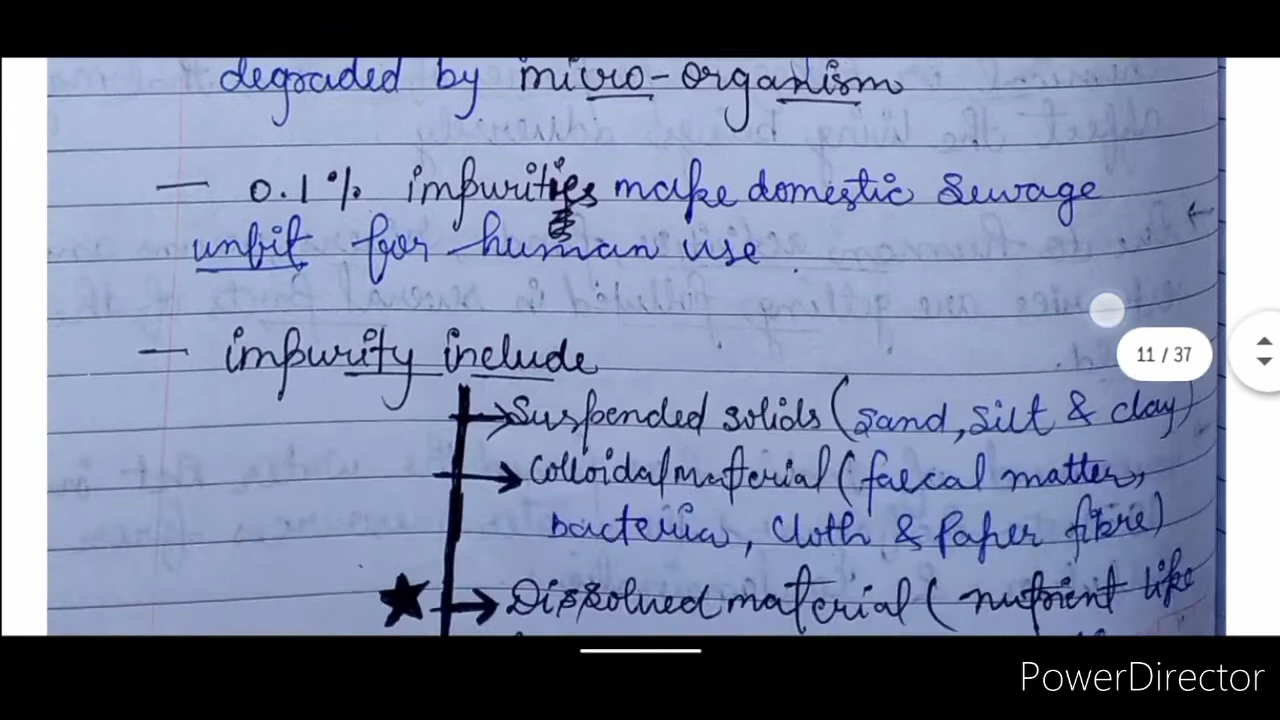 degraded by micro-organism
— 0.1% impurities make domestic sewage
unfit for human use
— impurity include
→ Suspended solids (sand, silt & clay)
→ Colloidal material (faecal matter,
bacteria, cloth & paper fibre)
★ → Dissolved material ( nutrient like
11 / 37
PowerDirector